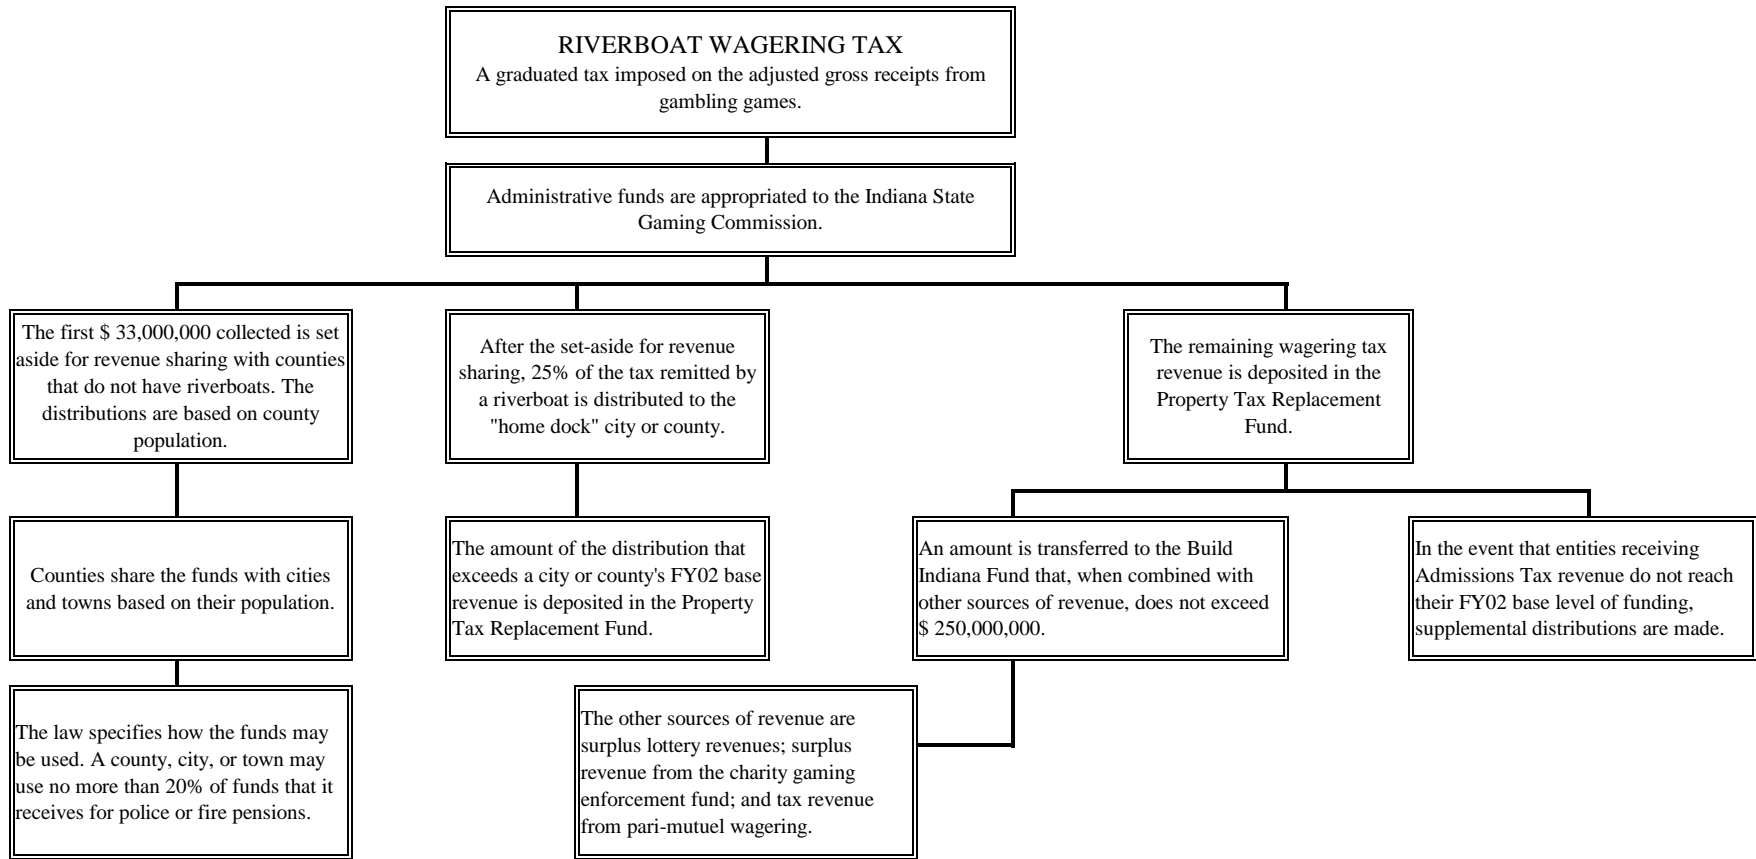 RIVERBOAT WAGERING TAX
A graduated tax imposed on the adjusted gross receipts from
gambling games.
Administrative funds are appropriated to the Indiana State
Gaming Commission.
The first $ 33,000,000 collected is set
aside for revenue sharing with counties
that do not have riverboats. The
distributions are based on county
population.
After the set-aside for revenue
sharing, 25% of the tax remitted by
a riverboat is distributed to the
"home dock" city or county.
The remaining wagering tax
revenue is deposited in the
Property Tax Replacement
Fund.
Counties share the funds with cities
and towns based on their population.
The amount of the distribution that
exceeds a city or county's FY02 base
revenue is deposited in the Property
Tax Replacement Fund.
An amount is transferred to the Build
Indiana Fund that, when combined with
other sources of revenue, does not exceed
$ 250,000,000.
In the event that entities receiving
Admissions Tax revenue do not reach
their FY02 base level of funding,
supplemental distributions are made.
The law specifies how the funds may
be used. A county, city, or town may
use no more than 20% of funds that it
receives for police or fire pensions.
The other sources of revenue are
surplus lottery revenues; surplus
revenue from the charity gaming
enforcement fund; and tax revenue
from pari-mutuel wagering.